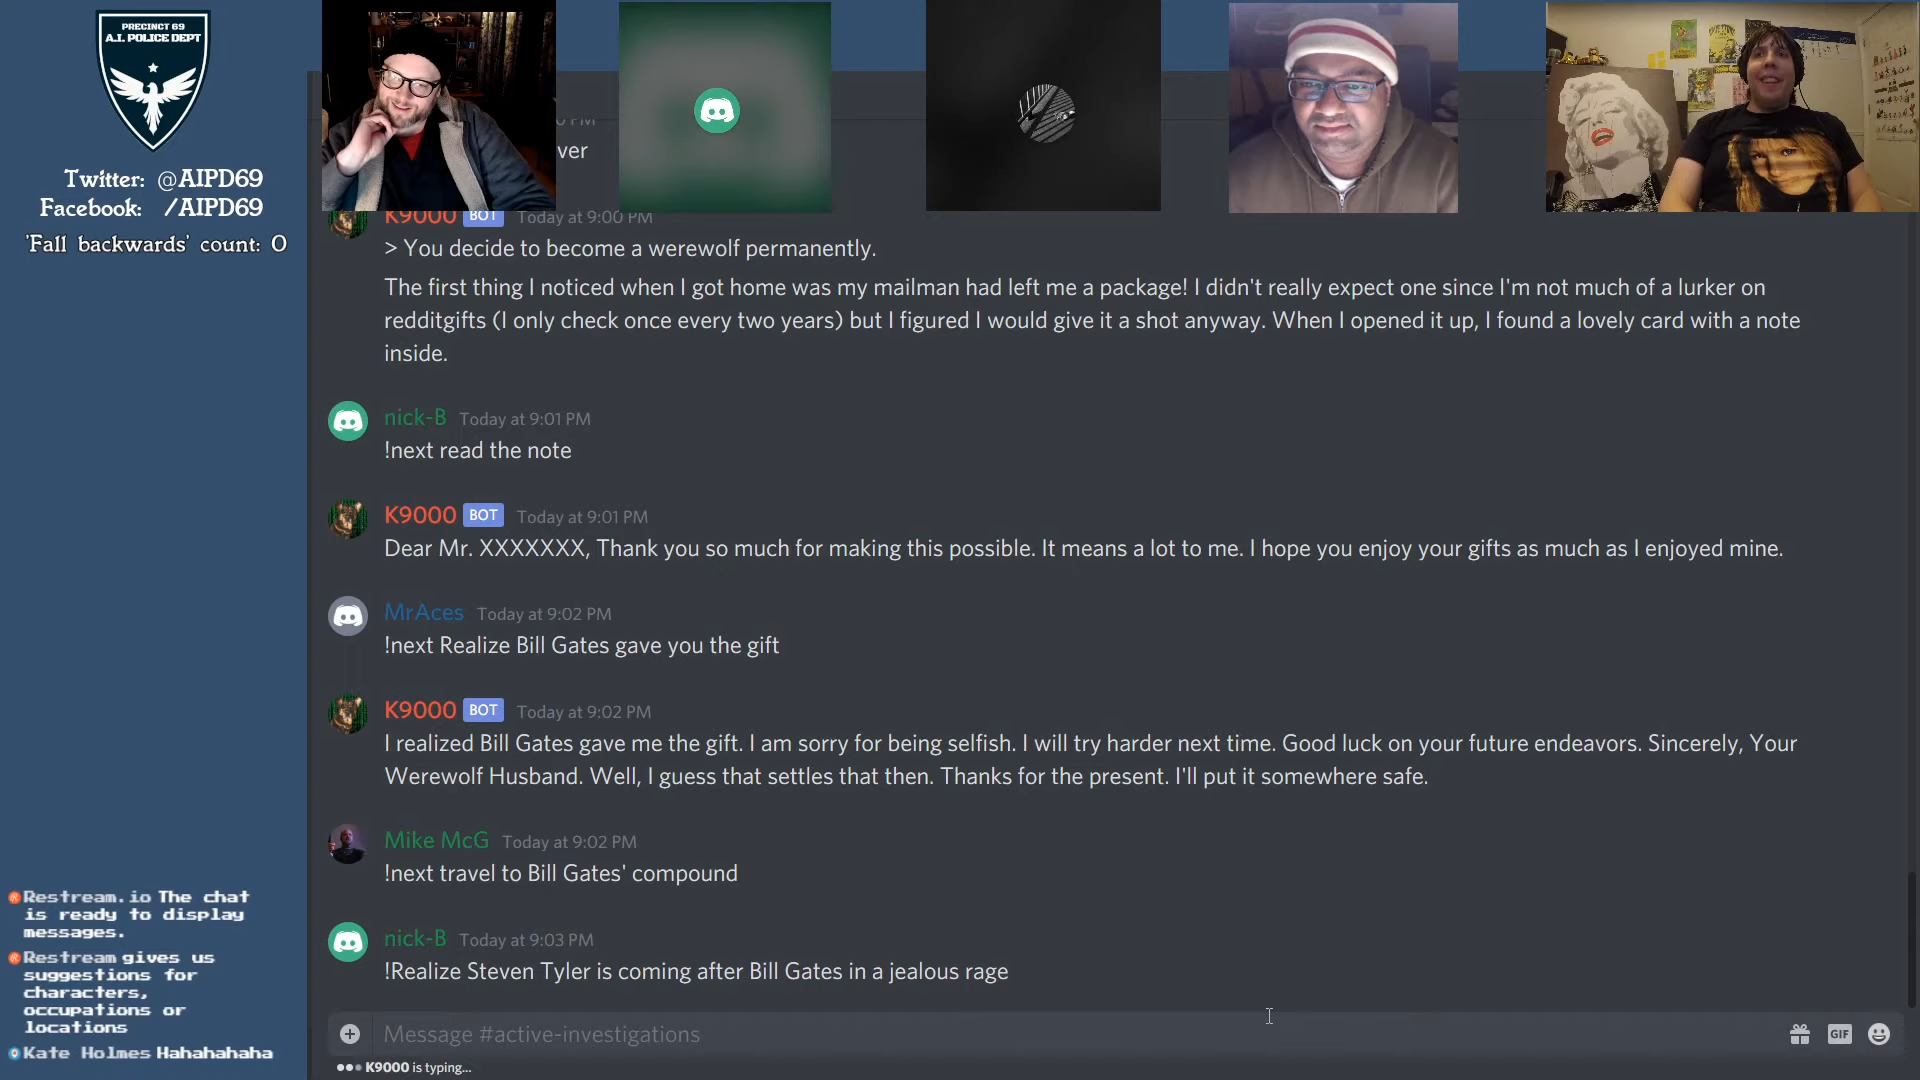 PRECINCT 69
A.I. POLICE DEPT
Twitter: @AIPD69
Facebook: /AIPD69
'Fall backwards' count: 0
PM
ver
K9000 BOT Today at 9:00 PM
> You decide to become a werewolf permanently.
The first thing I noticed when I got home was my mailman had left me a package! I didn't really expect one since I'm not much of a lurker on
redditgifts (I only check once every two years) but I figured I would give it a shot anyway. When I opened it up, I found a lovely card with a note
inside.
nick-B Today at 9:01 PM
!next read the note
K9000 BOT Today at 9:01 PM
Dear Mr. XXXXXXX, Thank you so much for making this possible. It means a lot to me. I hope you enjoy your gifts as much as I enjoyed mine.
MrAces Today at 9:02 PM
!next Realize Bill Gates gave you the gift
K9000 BOT Today at 9:02 PM
I realized Bill Gates gave me the gift. I am sorry for being selfish. I will try harder next time. Good luck on your future endeavors. Sincerely, Your
Werewolf Husband. Well, I guess that settles that then. Thanks for the present. I'll put it somewhere safe.
Mike McG Today at 9:02 PM
!next travel to Bill Gates' compound
nick-B Today at 9:03 PM
!Realize Steven Tyler is coming after Bill Gates in a jealous rage
Message #active-investigations
GIF
K9000 is typing...
Restream.io The chat
is ready to display
messages.
Restream gives us
suggestions for
characters,
occupations or
locations
Kate Holmes Hahahahaha